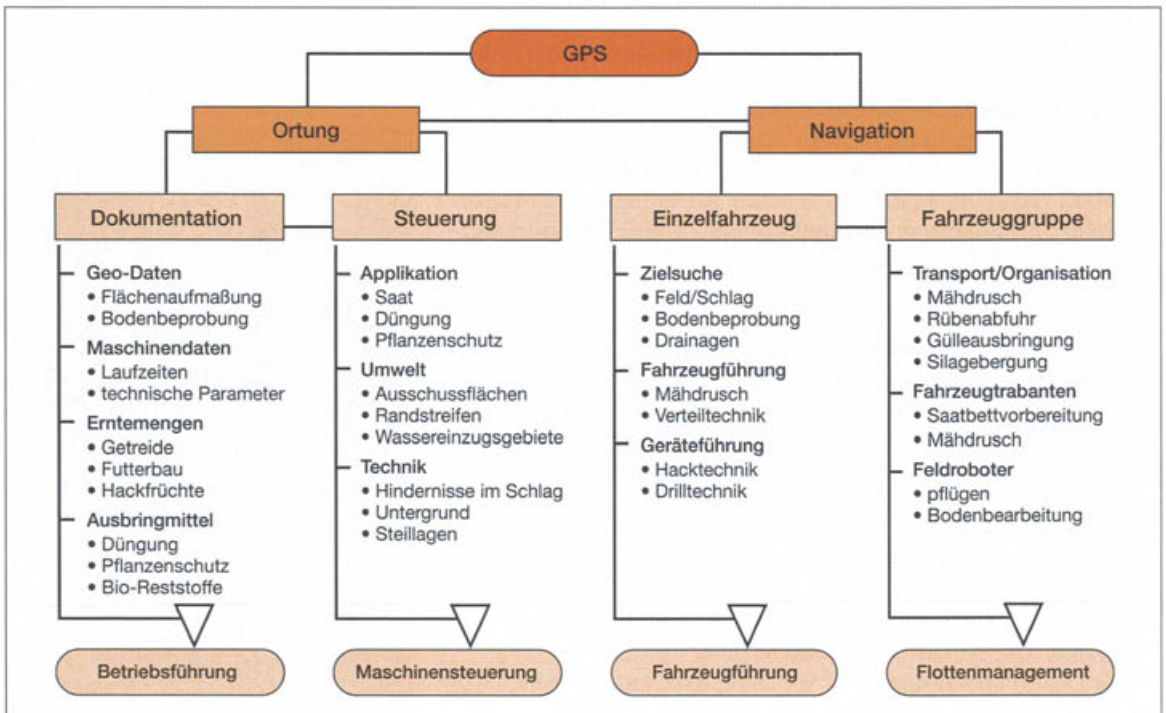 GPS
Ortung
Navigation
Dokumentation
Steuerung
Einzelfahrzeug
Fahrzeuggruppe
Geo-Daten
• Flächenaufmaßung
• Bodenbeprobung
Maschinendaten
• Laufzeiten
• technische Parameter
Erntemengen
• Getreide
• Futterbau
• Hackfrüchte
Ausbringmittel
• Düngung
• Pflanzenschutz
• Bio-Reststoffe
Betriebsführung
Applikation
• Saat
• Düngung
• Pflanzenschutz
Umwelt
• Ausschussflächen
• Randstreifen
• Wassereinzugsgebiete
Technik
• Hindernisse im Schlag
• Untergrund
• Steillagen
Maschinensteuerung
Zielsuche
• Feld/Schlag
• Bodenbeprobung
• Drainagen
Fahrzeugführung
• Mähdrusch
• Verteiltechnik
Geräteführung
• Hacktechnik
• Drilltechnik
Fahrzeugführung
Transport/Organisation
• Mähdrusch
• Rübenabfuhr
• Gülleausbringung
• Silagebergung
Fahrzeugtrabanten
• Saatbettvorbereitung
• Mähdrusch
Feldroboter
• pflügen
• Bodenbearbeitung
Flottenmanagement